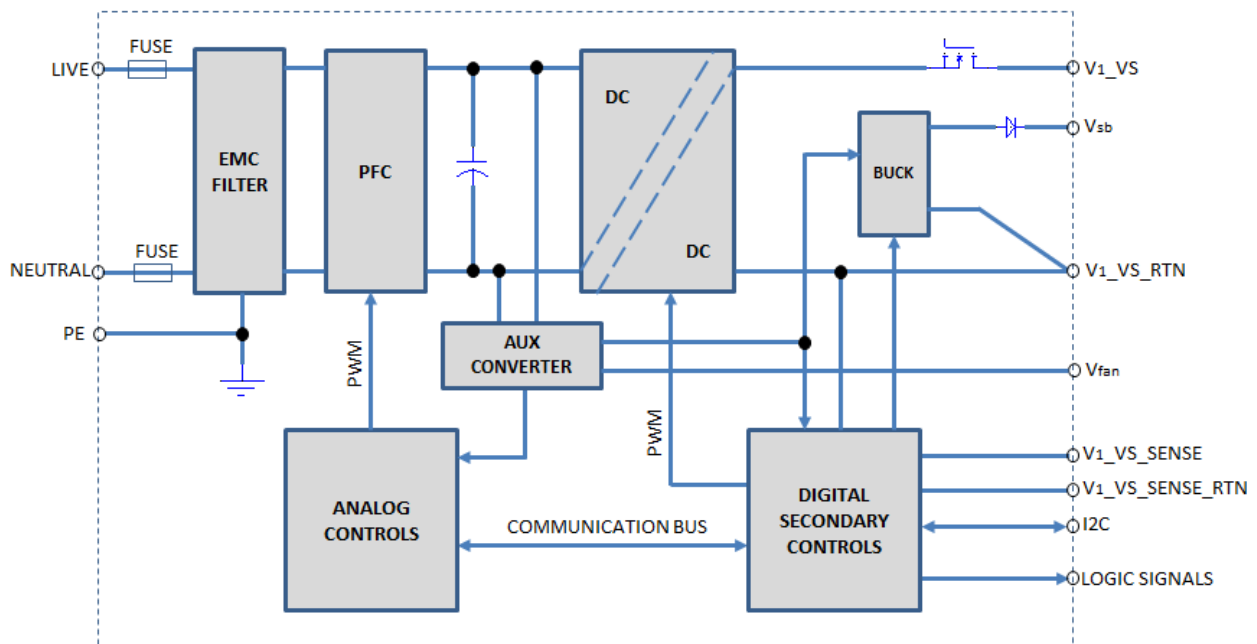 FUSE
LIVE
V1_VS
DC
Vsb
EMC
FILTER
PFC
BUCK
DC
FUSE
NEUTRAL
V1_VS_RTN
PE
AUX
CONVERTER
PWM
Vfan
PWM
V1_VS_SENSE
V1_VS_SENSE_RTN
ANALOG
CONTROLS
DIGITAL
SECONDARY
CONTROLS
COMMUNICATION BUS
I2C
LOGIC SIGNALS